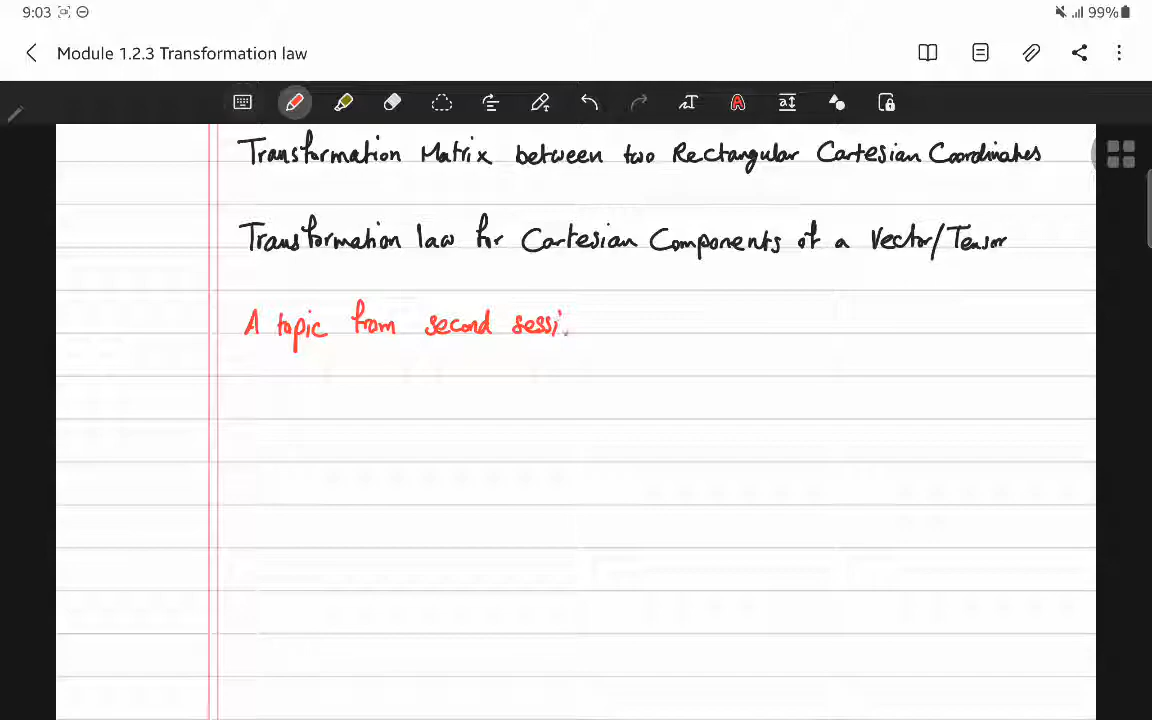 9:03
99%
Module 1.2.3 Transformation law
Transformation Matrix between two Rectangular Cartesian Coordinates
Transformation law for Cartesian Components of a Vector/Tensor
A topic from second sessi